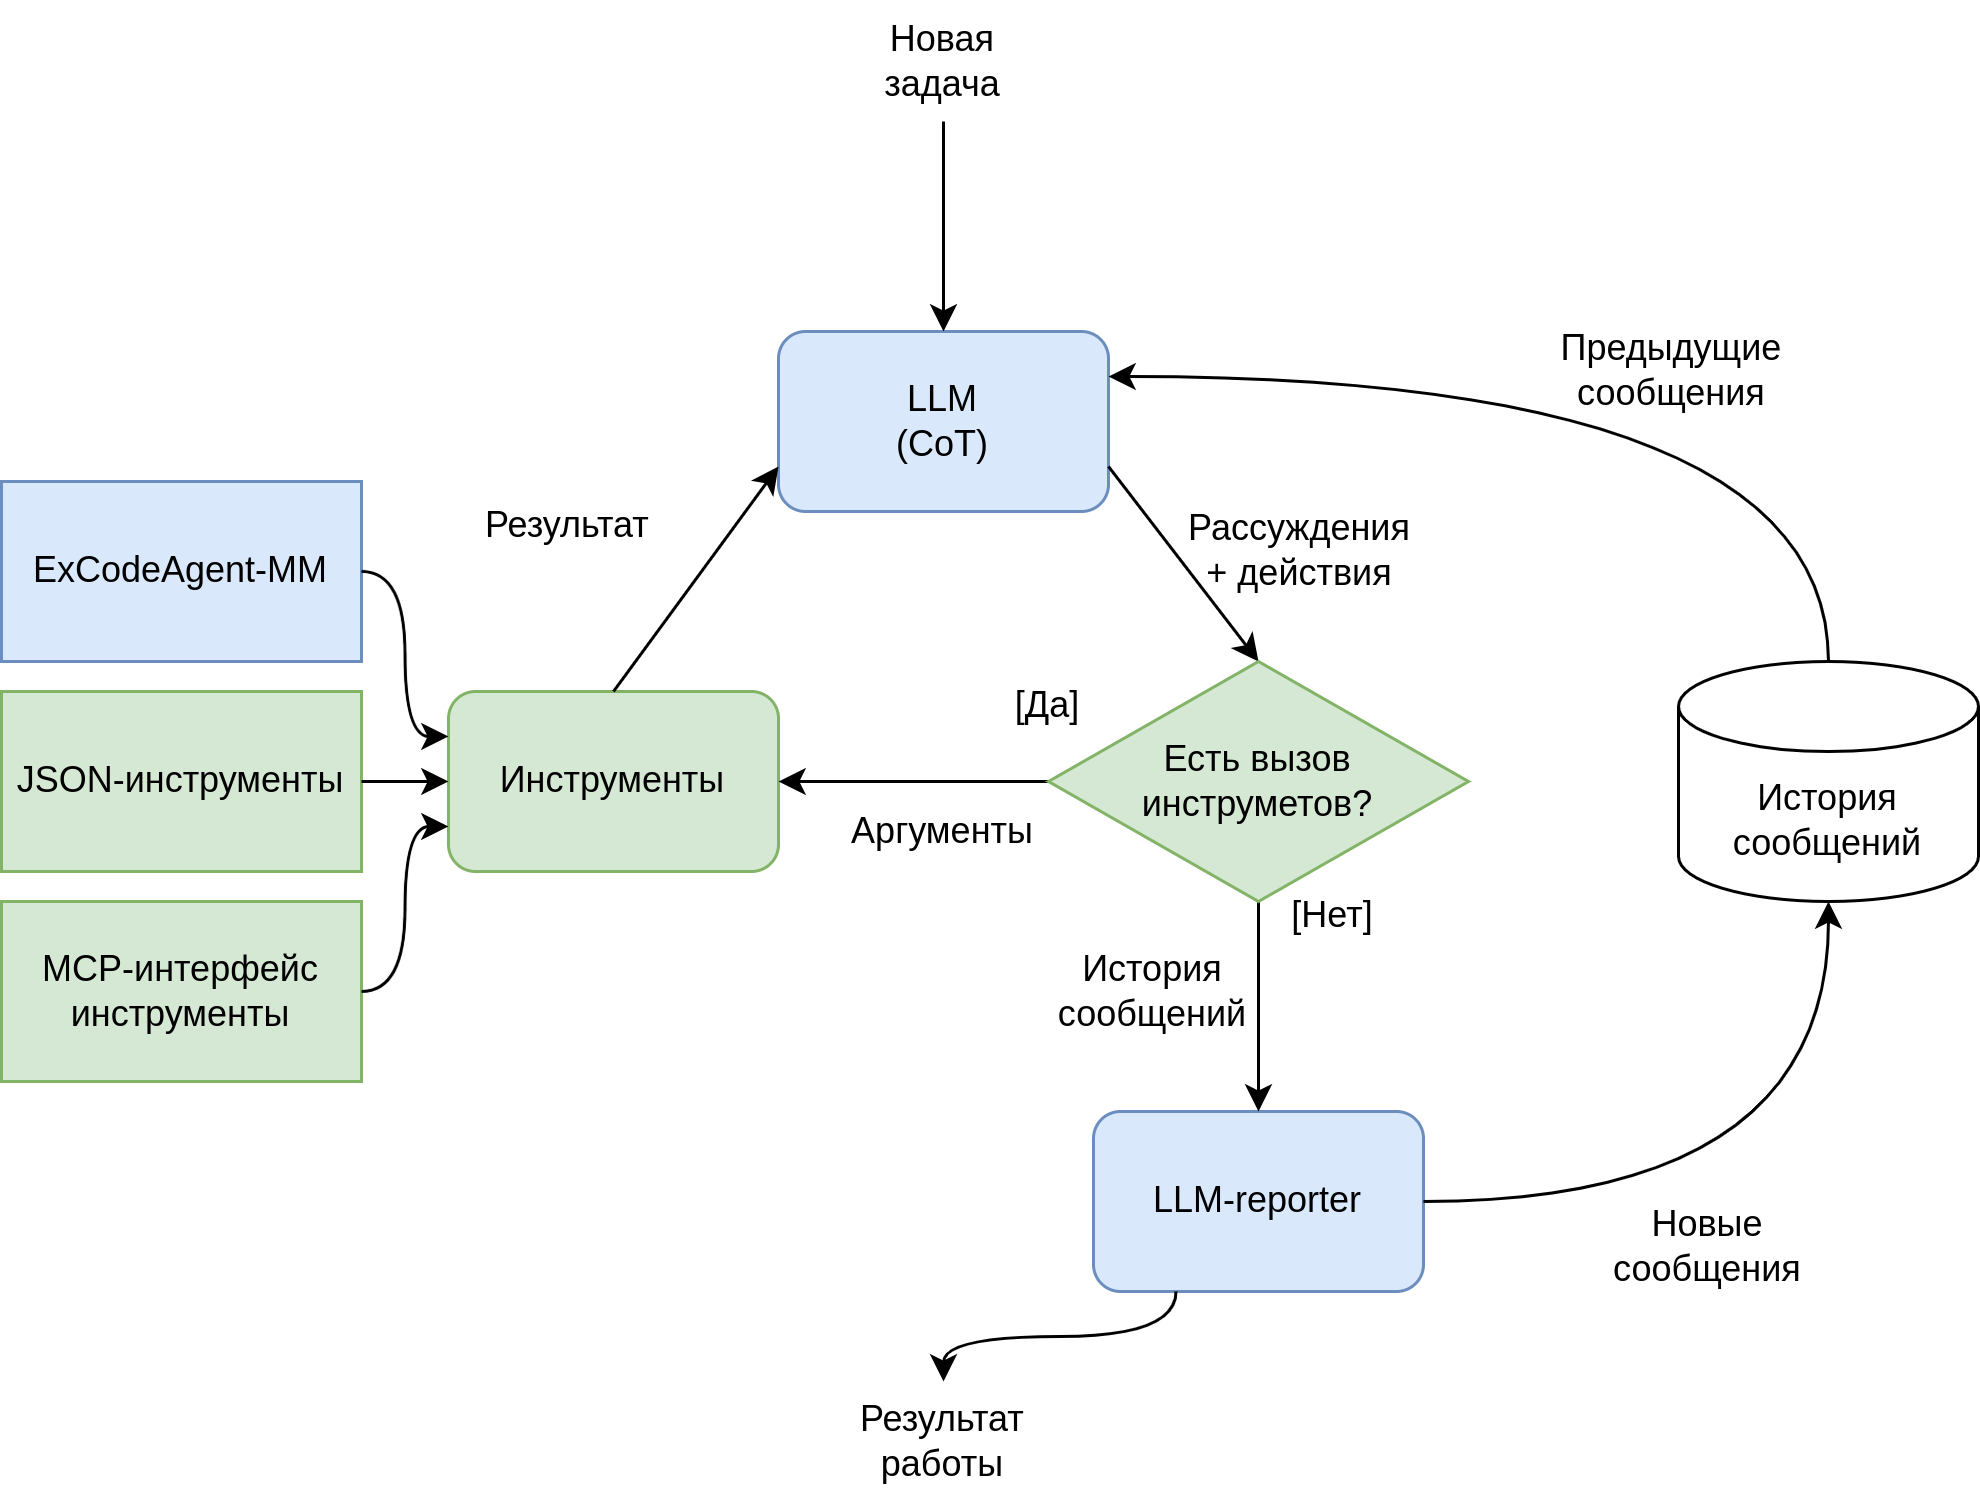 Новая
задача
LLM
(CoT)
Предыдущие
сообщения
Результат
Рассуждения
+ действия
ExCodeAgent-MM
[Да]
JSON-инструменты
Инструменты
Есть вызов
инструметов?
Аргументы
История
сообщений
[Нет]
MCP-интерфейс
инструменты
История
сообщений
LLM-reporter
Новые
сообщения
Результат
работы